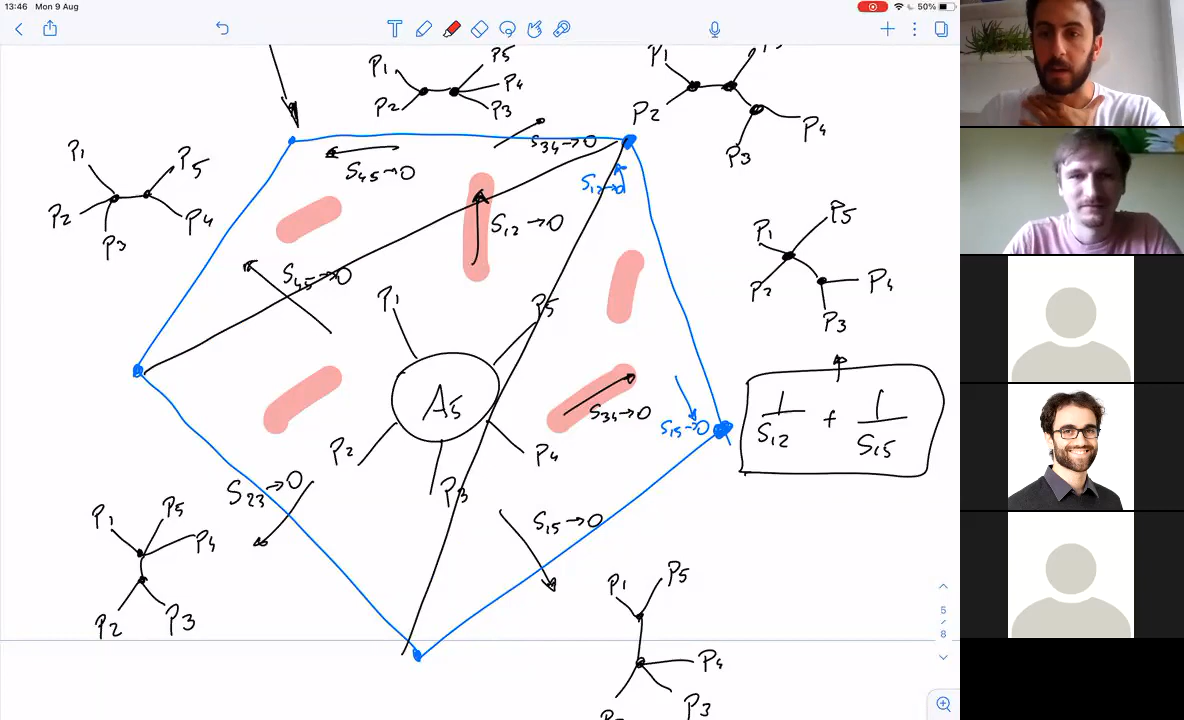 13:46 Mon 9 Aug
50%
P1 P5
P2 P4
P3
P1
P2
P4
P3
P1 P5
P2 P4
P3
S45→0
S34→0
S12→0
S12→0
S45→0
P1 P5
P2 P4
P3
P1 P5
A5
P2 P4
P3
S34→0
S15→0
1/S12 + 1/S15
S23→0
S15→0
P1 P5
P4
P2 P3
P1 P5
P4
P3
5
/
8